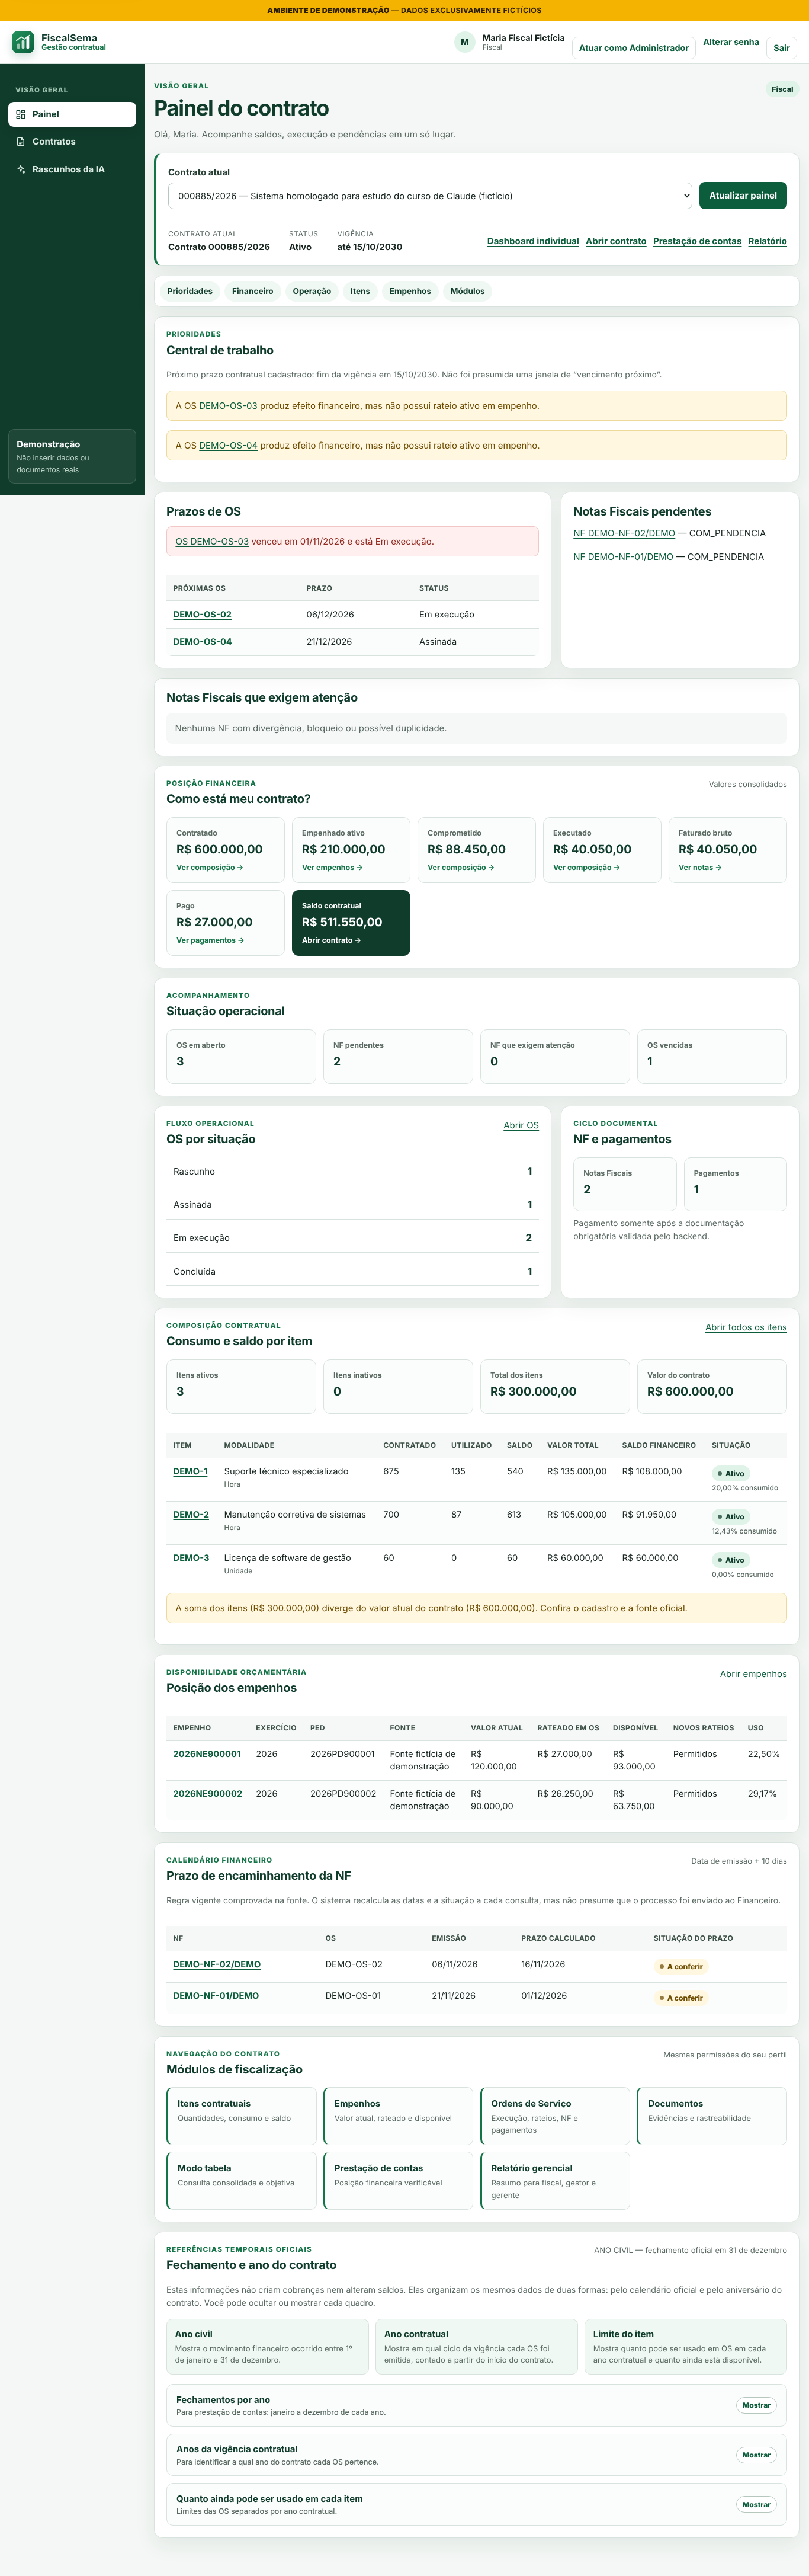 AMBIENTE DE DEMONSTRAÇÃO — DADOS EXCLUSIVAMENTE FICTÍCIOS
FiscalSema
Gestão contratual
M
Maria Fiscal Fictícia
Fiscal
Atuar como Administrador
Alterar senha
Sair
VISÃO GERAL
Painel
Contratos
Rascunhos da IA
Demonstração
Não inserir dados ou
documentos reais
VISÃO GERAL
Fiscal
Painel do contrato
Olá, Maria. Acompanhe saldos, execução e pendências em um só lugar.
Contrato atual
000885/2026 — Sistema homologado para estudo do curso de Claude (fictício)
Atualizar painel
CONTRATO ATUAL STATUS VIGÊNCIA
Contrato 000885/2026 Ativo até 15/10/2030
Dashboard individual Abrir contrato Prestação de contas Relatório
Prioridades Financeiro Operação Itens Empenhos Módulos
PRIORIDADES
Central de trabalho
Próximo prazo contratual cadastrado: fim da vigência em 15/10/2030. Não foi presumida uma janela de “vencimento próximo”.
A OS DEMO-OS-03 produz efeito financeiro, mas não possui rateio ativo em empenho.
A OS DEMO-OS-04 produz efeito financeiro, mas não possui rateio ativo em empenho.
Prazos de OS
OS DEMO-OS-03 venceu em 01/11/2026 e está Em execução.
PRÓXIMAS OS PRAZO STATUS
DEMO-OS-02 06/12/2026 Em execução
DEMO-OS-04 21/12/2026 Assinada
Notas Fiscais pendentes
NF DEMO-NF-02/DEMO — COM_PENDENCIA
NF DEMO-NF-01/DEMO — COM_PENDENCIA
Notas Fiscais que exigem atenção
Nenhuma NF com divergência, bloqueio ou possível duplicidade.
POSIÇÃO FINANCEIRA
Como está meu contrato?
Valores consolidados
Contratado
R$ 600.000,00
Ver composição →
Empenhado ativo
R$ 210.000,00
Ver empenhos →
Comprometido
R$ 88.450,00
Ver composição →
Executado
R$ 40.050,00
Ver composição →
Faturado bruto
R$ 40.050,00
Ver notas →
Pago
R$ 27.000,00
Ver pagamentos →
Saldo contratual
R$ 511.550,00
Abrir contrato →
ACOMPANHAMENTO
Situação operacional
OS em aberto
3
NF pendentes
2
NF que exigem atenção
0
OS vencidas
1
FLUXO OPERACIONAL
OS por situação
Abrir OS
Rascunho 1
Assinada 1
Em execução 2
Concluída 1
CICLO DOCUMENTAL
NF e pagamentos
Notas Fiscais
2
Pagamentos
1
Pagamento somente após a documentação
obrigatória validada pelo backend.
COMPOSIÇÃO CONTRATUAL
Consumo e saldo por item
Abrir todos os itens
Itens ativos
3
Itens inativos
0
Total dos itens
R$ 300.000,00
Valor do contrato
R$ 600.000,00
ITEM MODALIDADE CONTRATADO UTILIZADO SALDO VALOR TOTAL SALDO FINANCEIRO SITUAÇÃO
DEMO-1 Suporte técnico especializado 675 135 540 R$ 135.000,00 R$ 108.000,00 Ativo
Hora 20,00% consumido
DEMO-2 Manutenção corretiva de sistemas 700 87 613 R$ 105.000,00 R$ 91.950,00 Ativo
Hora 12,43% consumido
DEMO-3 Licença de software de gestão 60 0 60 R$ 60.000,00 R$ 60.000,00 Ativo
Unidade 0,00% consumido
A soma dos itens (R$ 300.000,00) diverge do valor atual do contrato (R$ 600.000,00). Confira o cadastro e a fonte oficial.
DISPONIBILIDADE ORÇAMENTÁRIA
Posição dos empenhos
Abrir empenhos
EMPENHO EXERCÍCIO PED FONTE VALOR ATUAL RATEADO EM OS DISPONÍVEL NOVOS RATEIOS USO
2026NE900001 2026 2026PD900001 Fonte fictícia de R$ R$ 27.000,00 R$ Permitidos 22,50%
demonstração 120.000,00 93.000,00
2026NE900002 2026 2026PD900002 Fonte fictícia de R$ R$ 26.250,00 R$ Permitidos 29,17%
demonstração 90.000,00 63.750,00
CALENDÁRIO FINANCEIRO
Prazo de encaminhamento da NF
Data de emissão + 10 dias
Regra vigente comprovada na fonte. O sistema recalcula as datas e a situação a cada consulta, mas não presume que o processo foi enviado ao Financeiro.
NF OS EMISSÃO PRAZO CALCULADO SITUAÇÃO DO PRAZO
DEMO-NF-02/DEMO DEMO-OS-02 06/11/2026 16/11/2026 A conferir
DEMO-NF-01/DEMO DEMO-OS-01 21/11/2026 01/12/2026 A conferir
NAVEGAÇÃO DO CONTRATO
Módulos de fiscalização
Mesmas permissões do seu perfil
Itens contratuais
Quantidades, consumo e saldo
Empenhos
Valor atual, rateado e disponível
Ordens de Serviço
Execução, rateios, NF e
pagamentos
Documentos
Evidências e rastreabilidade
Modo tabela
Consulta consolidada e objetiva
Prestação de contas
Posição financeira verificável
Relatório gerencial
Resumo para fiscal, gestor e
gerente
REFERÊNCIAS TEMPORAIS OFICIAIS
Fechamento e ano do contrato
ANO CIVIL — fechamento oficial em 31 de dezembro
Estas informações não criam cobranças nem alteram saldos. Elas organizam os mesmos dados de duas formas: pelo calendário oficial e pelo aniversário do
contrato. Você pode ocultar ou mostrar cada quadro.
Ano civil
Mostra o movimento financeiro ocorrido entre 1º
de janeiro e 31 de dezembro.
Ano contratual
Mostra em qual ciclo da vigência cada OS foi
emitida, contado a partir do início do contrato.
Limite do item
Mostra quanto pode ser usado em OS em cada
ano contratual e quanto ainda está disponível.
Fechamentos por ano
Para prestação de contas: janeiro a dezembro de cada ano.
Mostrar
Anos da vigência contratual
Para identificar a qual ano do contrato cada OS pertence.
Mostrar
Quanto ainda pode ser usado em cada item
Limites das OS separados por ano contratual.
Mostrar